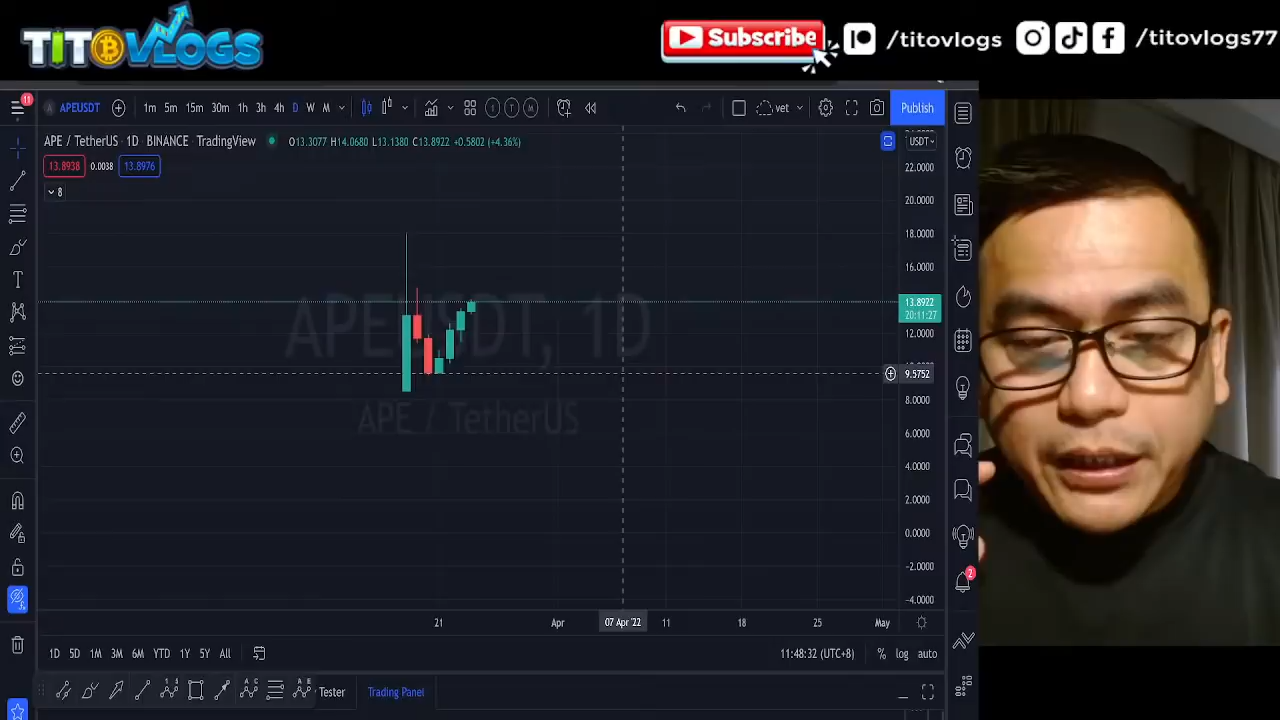 TITOVLOGS
Subscribe
/titovlogs
/titovlogs77
11
APEUSDT
1m 5m 15m 30m 1h 3h 4h D W M
vet
Publish
APE / TetherUS · 1D · BINANCE · TradingView
O13.3077 H14.0680 L13.1380 C13.8922 +0.5802 (+4.36%)
USDT
13.8938 0.0038 13.8976
8
22.0000
20.0000
18.0000
16.0000
13.8922
20:11:27
12.0000
9.5752
8.0000
6.0000
4.0000
2.0000
0.0000
−2.0000
−4.0000
APEUSDT, 1D
APE / TetherUS
2
21 Apr 07 Apr '22 11 18 25 May
1D 5D 1M 3M 6M YTD 1Y 5Y All
11:48:32 (UTC+8) % log auto
Tester Trading Panel